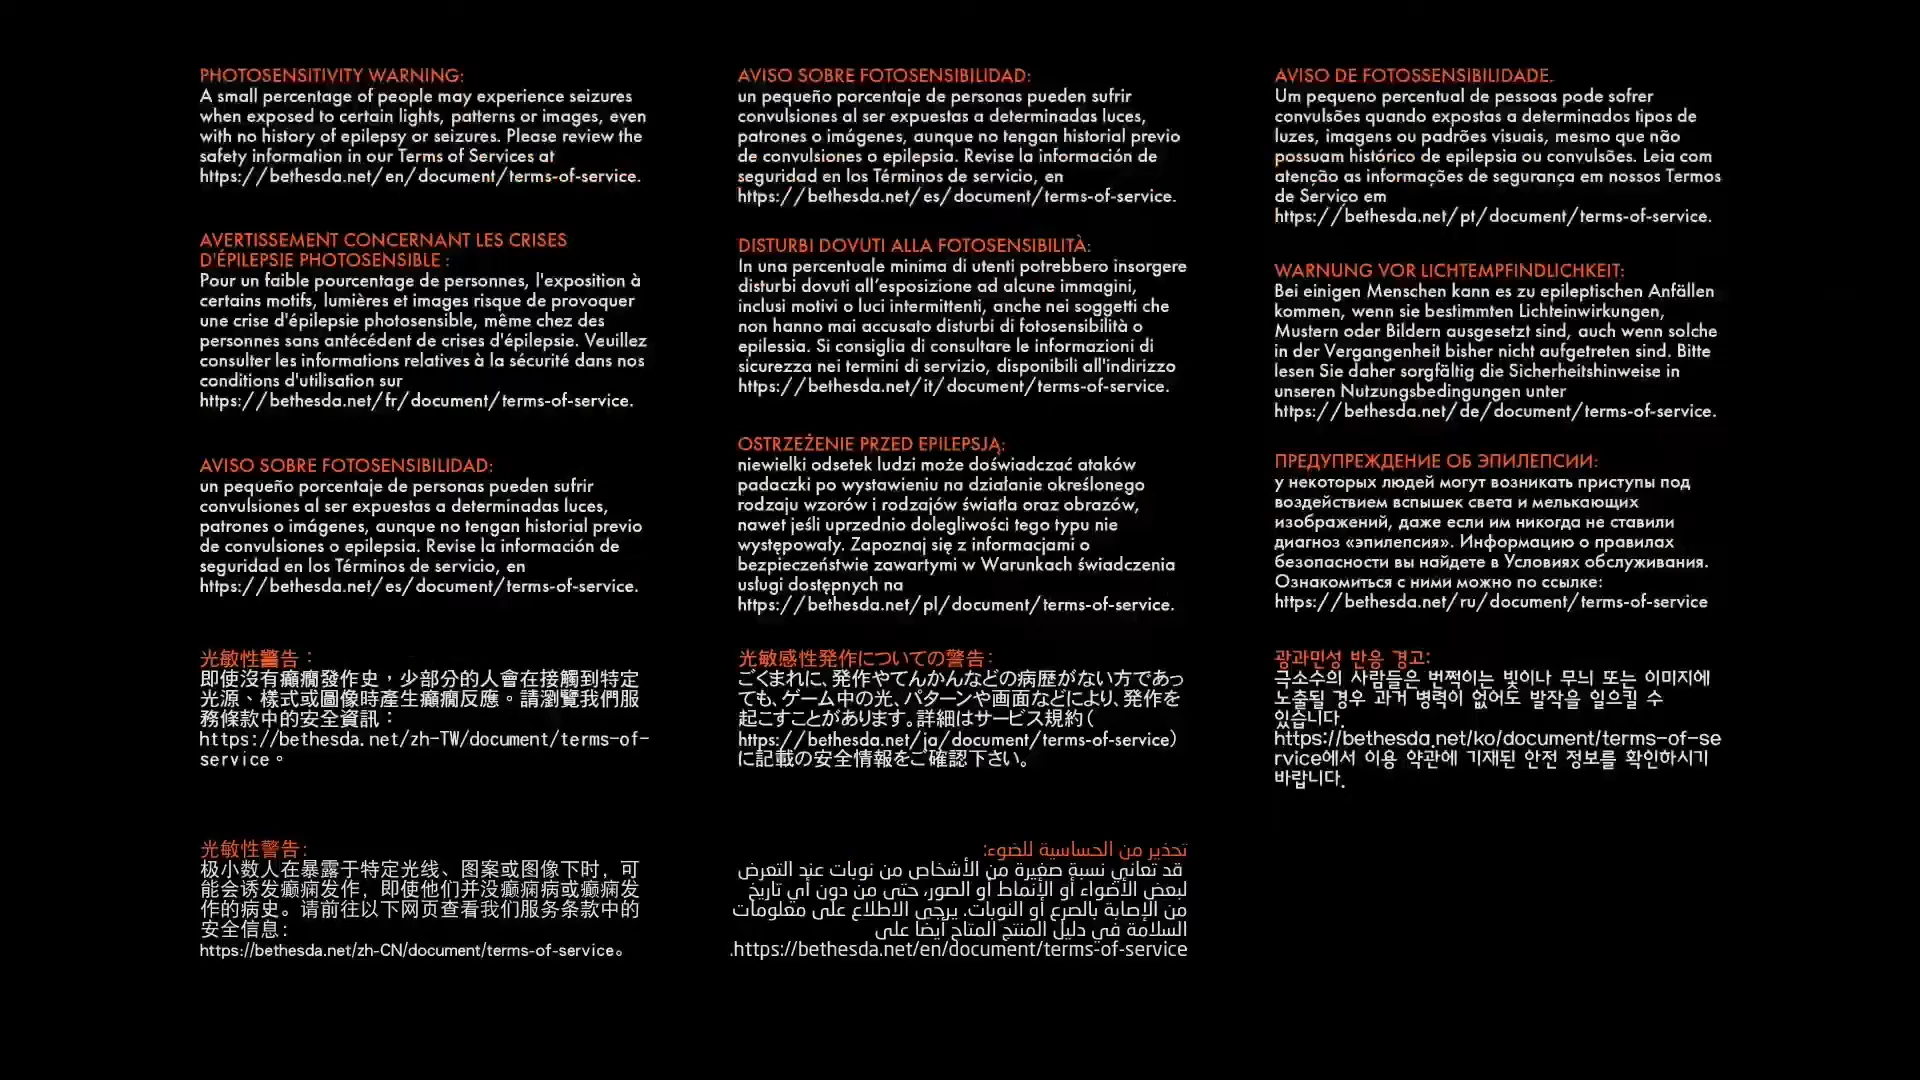 PHOTOSENSITIVITY WARNING:
A small percentage of people may experience seizures
when exposed to certain lights, patterns or images, even
with no history of epilepsy or seizures. Please review the
safety information in our Terms of Services at
https://bethesda.net/en/document/terms-of-service.
AVISO SOBRE FOTOSENSIBILIDAD:
un pequeño porcentaje de personas pueden sufrir
convulsiones al ser expuestas a determinadas luces,
patrones o imágenes, aunque no tengan historial previo
de convulsiones o epilepsia. Revise la información de
seguridad en los Términos de servicio, en
https://bethesda.net/es/document/terms-of-service.
AVISO DE FOTOSSENSIBILIDADE.
Um pequeno percentual de pessoas pode sofrer
convulsões quando expostas a determinados tipos de
luzes, imagens ou padrões visuais, mesmo que não
possuam histórico de epilepsia ou convulsões. Leia com
atenção as informações de segurança em nossos Termos
de Serviço em
https://bethesda.net/pt/document/terms-of-service.
AVERTISSEMENT CONCERNANT LES CRISES
D'ÉPILEPSIE PHOTOSENSIBLE :
Pour un faible pourcentage de personnes, l'exposition à
certains motifs, lumières et images risque de provoquer
une crise d'épilepsie photosensible, même chez des
personnes sans antécédent de crises d'épilepsie. Veuillez
consulter les informations relatives à la sécurité dans nos
conditions d'utilisation sur
https://bethesda.net/fr/document/terms-of-service.
DISTURBI DOVUTI ALLA FOTOSENSIBILITÀ:
In una percentuale minima di utenti potrebbero insorgere
disturbi dovuti all’esposizione ad alcune immagini,
inclusi motivi o luci intermittenti, anche nei soggetti che
non hanno mai accusato disturbi di fotosensibilità o
epilessia. Si consiglia di consultare le informazioni di
sicurezza nei termini di servizio, disponibili all'indirizzo
https://bethesda.net/it/document/terms-of-service.
WARNUNG VOR LICHTEMPFINDLICHKEIT:
Bei einigen Menschen kann es zu epileptischen Anfällen
kommen, wenn sie bestimmten Lichteinwirkungen,
Mustern oder Bildern ausgesetzt sind, auch wenn solche
in der Vergangenheit bisher nicht aufgetreten sind. Bitte
lesen Sie daher sorgfältig die Sicherheitshinweise in
unseren Nutzungsbedingungen unter
https://bethesda.net/de/document/terms-of-service.
AVISO SOBRE FOTOSENSIBILIDAD:
un pequeño porcentaje de personas pueden sufrir
convulsiones al ser expuestas a determinadas luces,
patrones o imágenes, aunque no tengan historial previo
de convulsiones o epilepsia. Revise la información de
seguridad en los Términos de servicio, en
https://bethesda.net/es/document/terms-of-service.
OSTRZEŻENIE PRZED EPILEPSJĄ:
niewielki odsetek ludzi może doświadczać ataków
padaczki po wystawieniu na działanie określonego
rodzaju wzorów i rodzajów światła oraz obrazów,
nawet jeśli uprzednio dolegliwości tego typu nie
występowały. Zapoznaj się z informacjami o
bezpieczeństwie zawartymi w Warunkach świadczenia
usługi dostępnych na
https://bethesda.net/pl/document/terms-of-service.
ПРЕДУПРЕЖДЕНИЕ ОБ ЭПИЛЕПСИИ:
у некоторых людей могут возникать приступы под
воздействием вспышек света и мелькающих
изображений, даже если им никогда не ставили
диагноз «эпилепсия». Информацию о правилах
безопасности вы найдете в Условиях обслуживания.
Ознакомиться с ними можно по ссылке:
https://bethesda.net/ru/document/terms-of-service
光敏性警告：
即使沒有癲癇發作史，少部分的人會在接觸到特定
光源、樣式或圖像時產生癲癇反應。請瀏覽我們服
務條款中的安全資訊：
https://bethesda.net/zh-TW/document/terms-of-
service。
光敏感性発作についての警告：
ごくまれに、発作やてんかんなどの病歴がない方であっ
ても、ゲーム中の光、パターンや画面などにより、発作を
起こすことがあります。詳細はサービス規約（
https://bethesda.net/ja/document/terms-of-service）
に記載の安全情報をご確認下さい。
광과민성 반응 경고:
극소수의 사람들은 번쩍이는 빛이나 무늬 또는 이미지에
노출될 경우 과거 병력이 없어도 발작을 일으킬 수
있습니다.
https://bethesda.net/ko/document/terms-of-se
rvice에서 이용 약관에 기재된 안전 정보를 확인하시기
바랍니다.
光敏性警告：
极小数人在暴露于特定光线、图案或图像下时，可
能会诱发癫痫发作，即使他们并没癫痫病或癫痫发
作的病史。请前往以下网页查看我们服务条款中的
安全信息：
https://bethesda.net/zh-CN/document/terms-of-service。
تحذير من الحساسية للضوء:
قد تعاني نسبة صغيرة من الأشخاص من نوبات عند التعرض
لبعض الأضواء أو الأنماط أو الصور، حتى من دون أي تاريخ
من الإصابة بالصرع أو النوبات. يرجى الاطلاع على معلومات
السلامة في دليل المنتج المتاح أيضًا على
https://bethesda.net/en/document/terms-of-service.